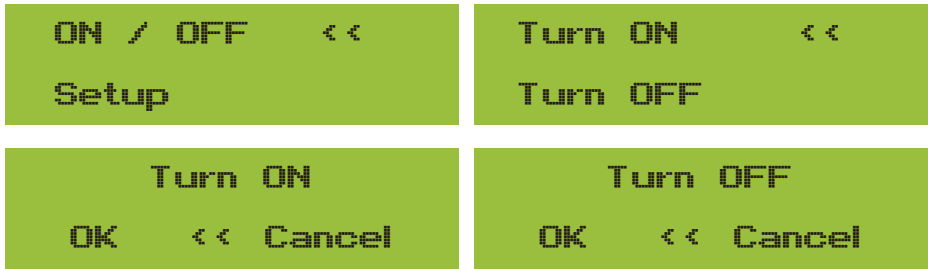 ON / OFF <<
Setup
Turn ON <<
Turn OFF
Turn ON
OK << Cancel
Turn OFF
OK << Cancel